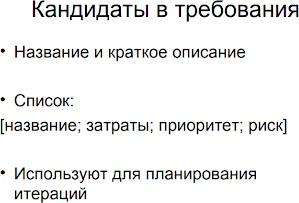 Кандидаты в требования
• Название и краткое описание
• Список:
[название; затраты; приоритет; риск]
• Используют для планирования
итераций